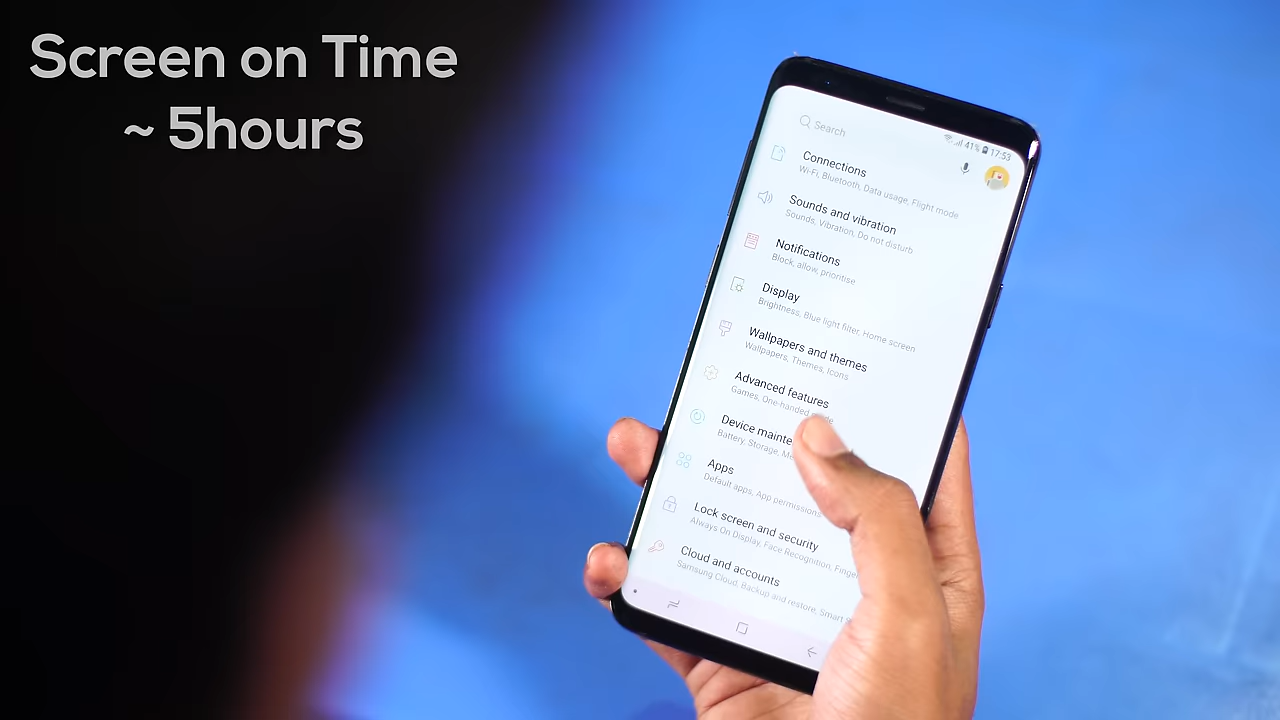 Screen on Time
~ 5hours
Search
41% 17:53
Connections
Wi-Fi, Bluetooth, Data usage, Flight mode
Sounds and vibration
Sounds, Vibration, Do not disturb
Notifications
Block, allow, prioritise
Display
Brightness, Blue light filter, Home screen
Wallpapers and themes
Wallpapers, Themes, Icons
Advanced features
Games, One-handed
Device mainte
Battery, Storage, M
Apps
Default apps, App permissions
Lock screen and security
Always On Display, Face Recognition, Finge
Cloud and accounts
Samsung Cloud, Backup and restore, Smart S